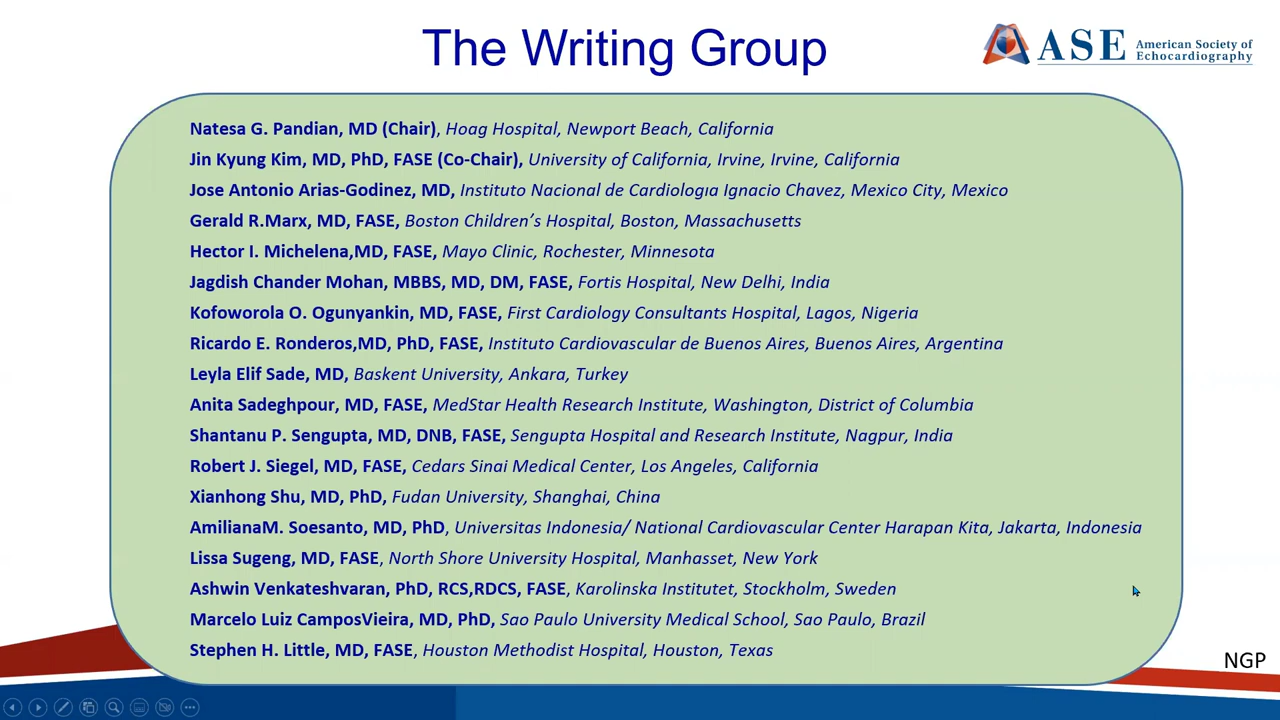 The Writing Group
ASE American Society of
Echocardiography
Natesa G. Pandian, MD (Chair), Hoag Hospital, Newport Beach, California
Jin Kyung Kim, MD, PhD, FASE (Co-Chair), University of California, Irvine, Irvine, California
Jose Antonio Arias-Godinez, MD, Instituto Nacional de Cardiologıa Ignacio Chavez, Mexico City, Mexico
Gerald R.Marx, MD, FASE, Boston Children’s Hospital, Boston, Massachusetts
Hector I. Michelena,MD, FASE, Mayo Clinic, Rochester, Minnesota
Jagdish Chander Mohan, MBBS, MD, DM, FASE, Fortis Hospital, New Delhi, India
Kofoworola O. Ogunyankin, MD, FASE, First Cardiology Consultants Hospital, Lagos, Nigeria
Ricardo E. Ronderos,MD, PhD, FASE, Instituto Cardiovascular de Buenos Aires, Buenos Aires, Argentina
Leyla Elif Sade, MD, Baskent University, Ankara, Turkey
Anita Sadeghpour, MD, FASE, MedStar Health Research Institute, Washington, District of Columbia
Shantanu P. Sengupta, MD, DNB, FASE, Sengupta Hospital and Research Institute, Nagpur, India
Robert J. Siegel, MD, FASE, Cedars Sinai Medical Center, Los Angeles, California
Xianhong Shu, MD, PhD, Fudan University, Shanghai, China
AmilianaM. Soesanto, MD, PhD, Universitas Indonesia/ National Cardiovascular Center Harapan Kita, Jakarta, Indonesia
Lissa Sugeng, MD, FASE, North Shore University Hospital, Manhasset, New York
Ashwin Venkateshvaran, PhD, RCS,RDCS, FASE, Karolinska Institutet, Stockholm, Sweden
Marcelo Luiz CamposVieira, MD, PhD, Sao Paulo University Medical School, Sao Paulo, Brazil
Stephen H. Little, MD, FASE, Houston Methodist Hospital, Houston, Texas
NGP